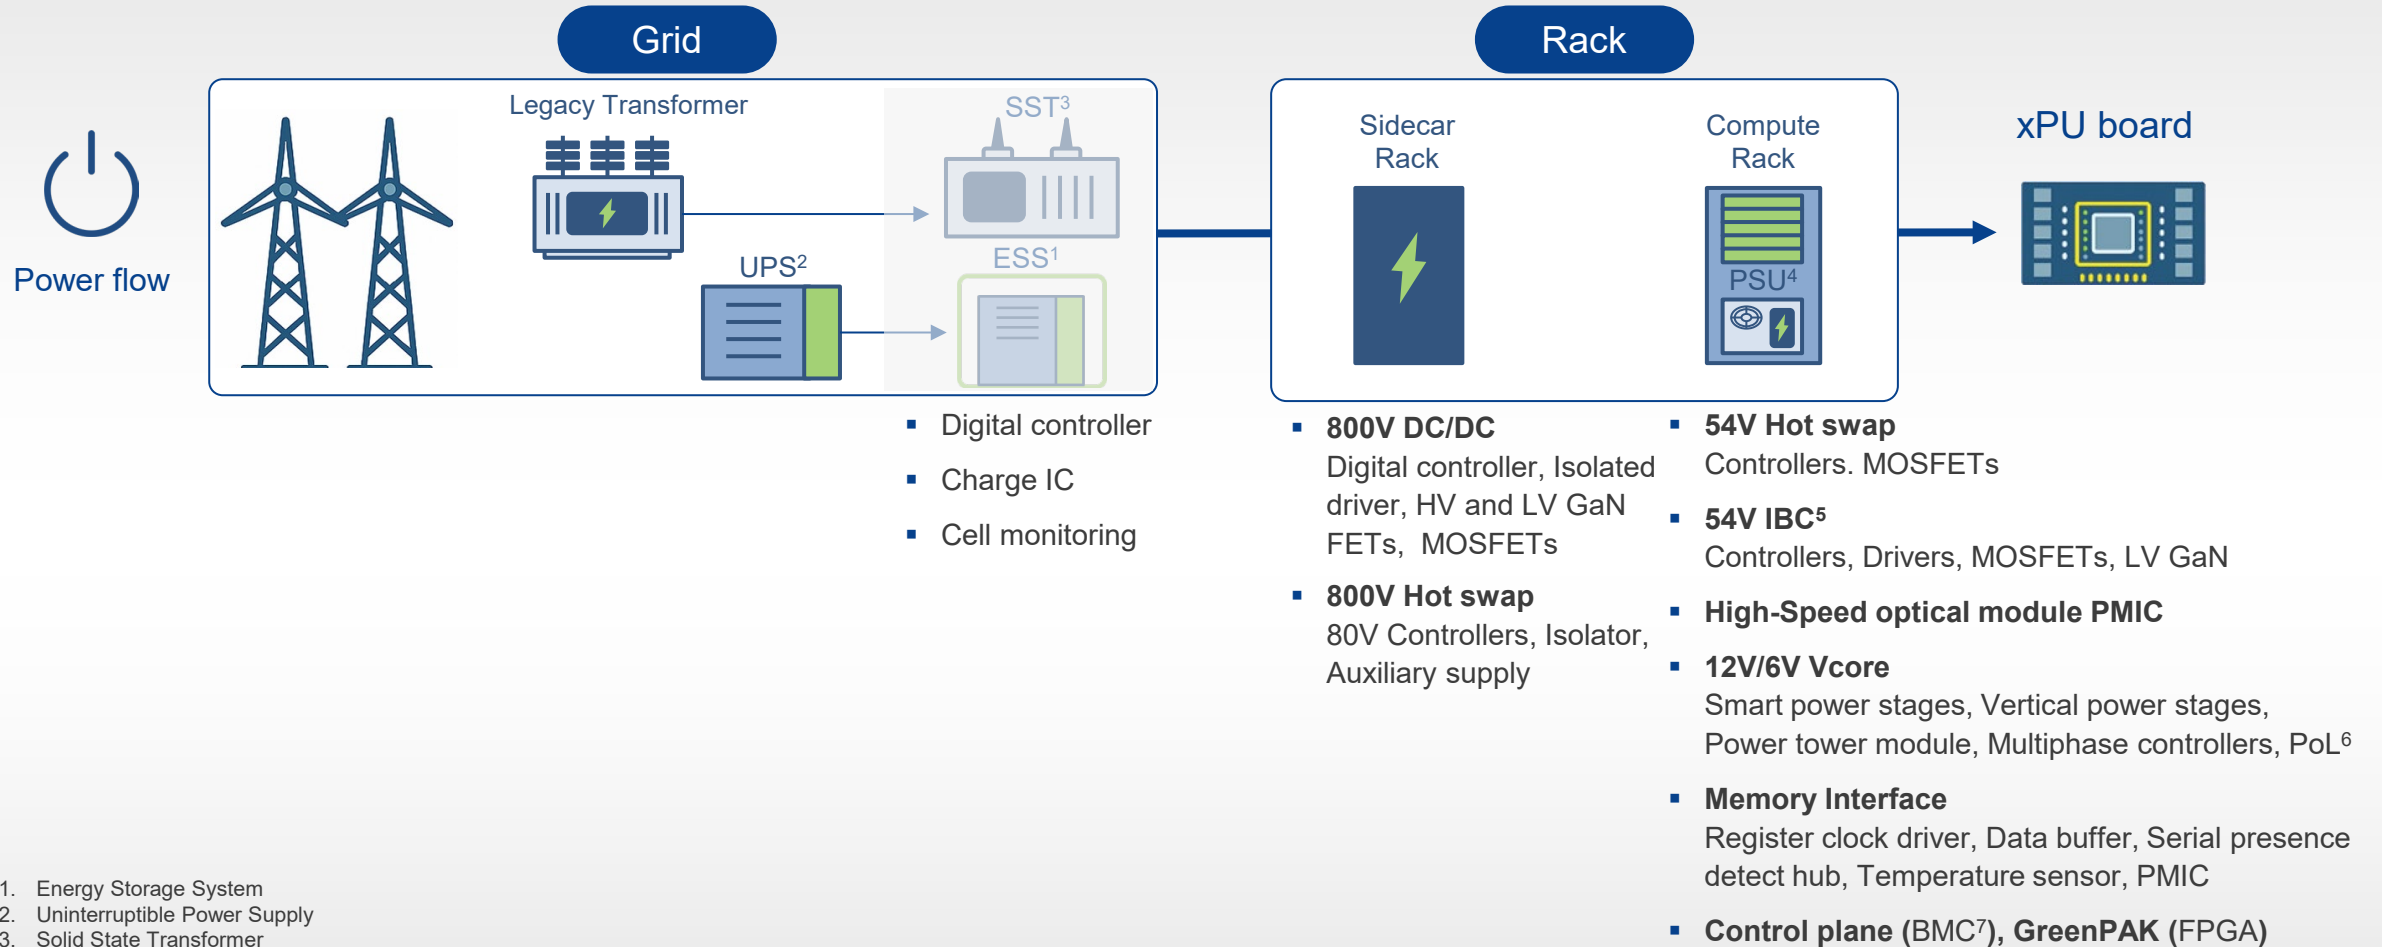 Grid
Rack
Power flow
Legacy Transformer
SST³
UPS²
ESS¹
Sidecar
Rack
Compute
Rack
PSU⁴
xPU board
▪ Digital controller
▪ Charge IC
▪ Cell monitoring
▪ 800V DC/DC
Digital controller, Isolated
driver, HV and LV GaN
FETs, MOSFETs
▪ 800V Hot swap
80V Controllers, Isolator,
Auxiliary supply
▪ 54V Hot swap
Controllers. MOSFETs
▪ 54V IBC⁵
Controllers, Drivers, MOSFETs, LV GaN
▪ High-Speed optical module PMIC
▪ 12V/6V Vcore
Smart power stages, Vertical power stages,
Power tower module, Multiphase controllers, PoL⁶
▪ Memory Interface
Register clock driver, Data buffer, Serial presence
detect hub, Temperature sensor, PMIC
▪ Control plane (BMC⁷), GreenPAK (FPGA)
1. Energy Storage System
2. Uninterruptible Power Supply
3. Solid State Transformer